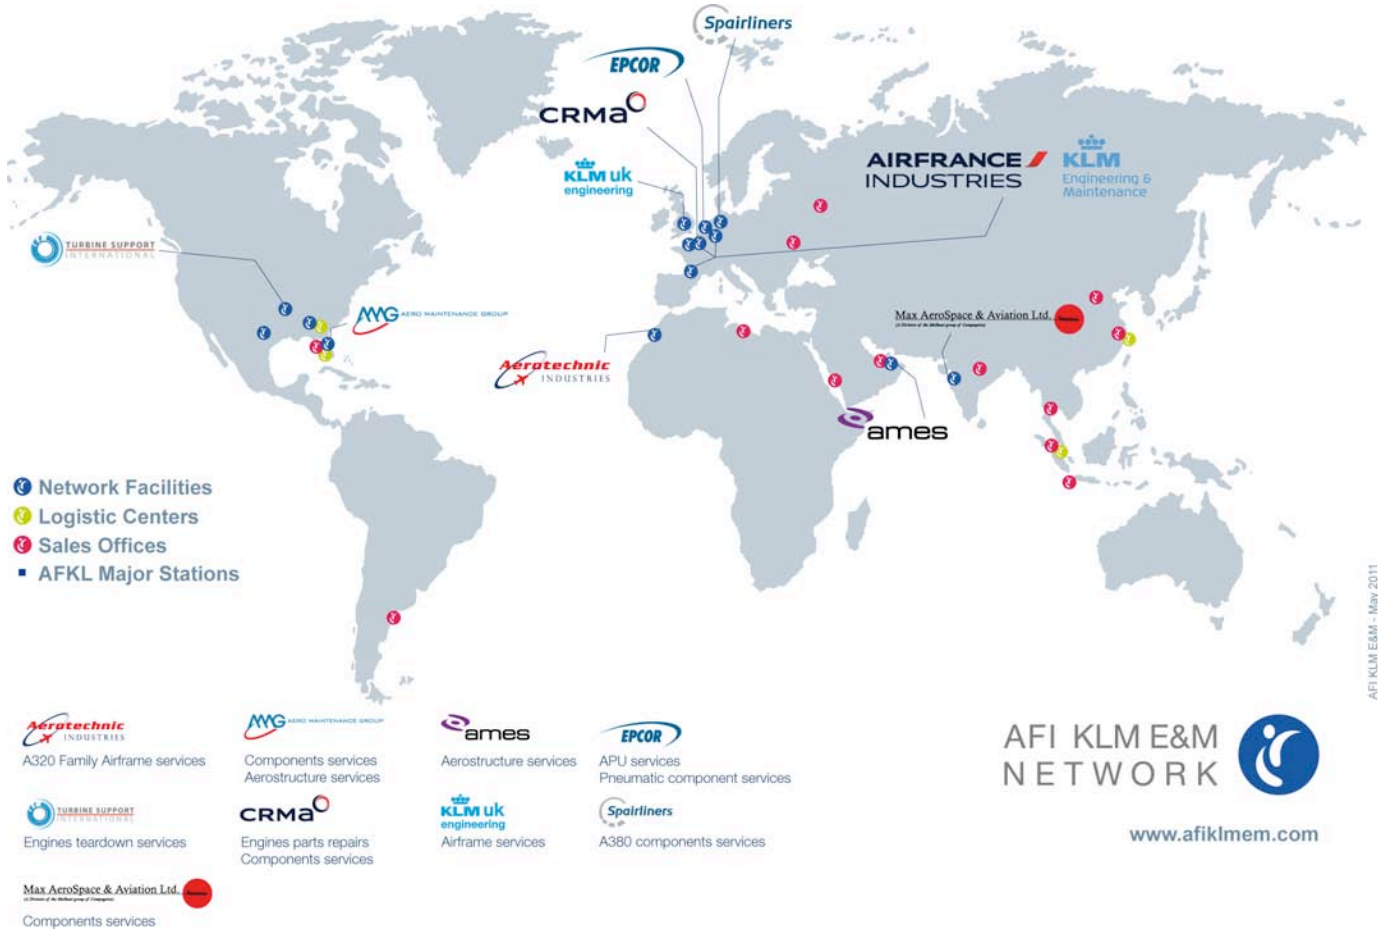 Spairliners
EPCOR
CRMa
KLM uk
engineering
AIRFRANCE
INDUSTRIES
KLM
Engineering &
Maintenance
TURBINE SUPPORT
INTERNATIONAL
AMG AERO MAINTENANCE GROUP
Max AeroSpace & Aviation Ltd.
Aerotechnic
INDUSTRIES
ames
Network Facilities
Logistic Centers
Sales Offices
AFKL Major Stations
AFI KLM E&M - May 2011
Aerotechnic
INDUSTRIES
A320 Family Airframe services
AMG AERO MAINTENANCE GROUP
Components services
Aerostructure services
ames
Aerostructure services
EPCOR
APU services
Pneumatic component services
TURBINE SUPPORT
INTERNATIONAL
Engines teardown services
CRMa
Engines parts repairs
Components services
KLM uk
engineering
Airframe services
Spairliners
A380 components services
Max AeroSpace & Aviation Ltd.
Components services
AFI KLM E&M
NETWORK
www.afiklmem.com